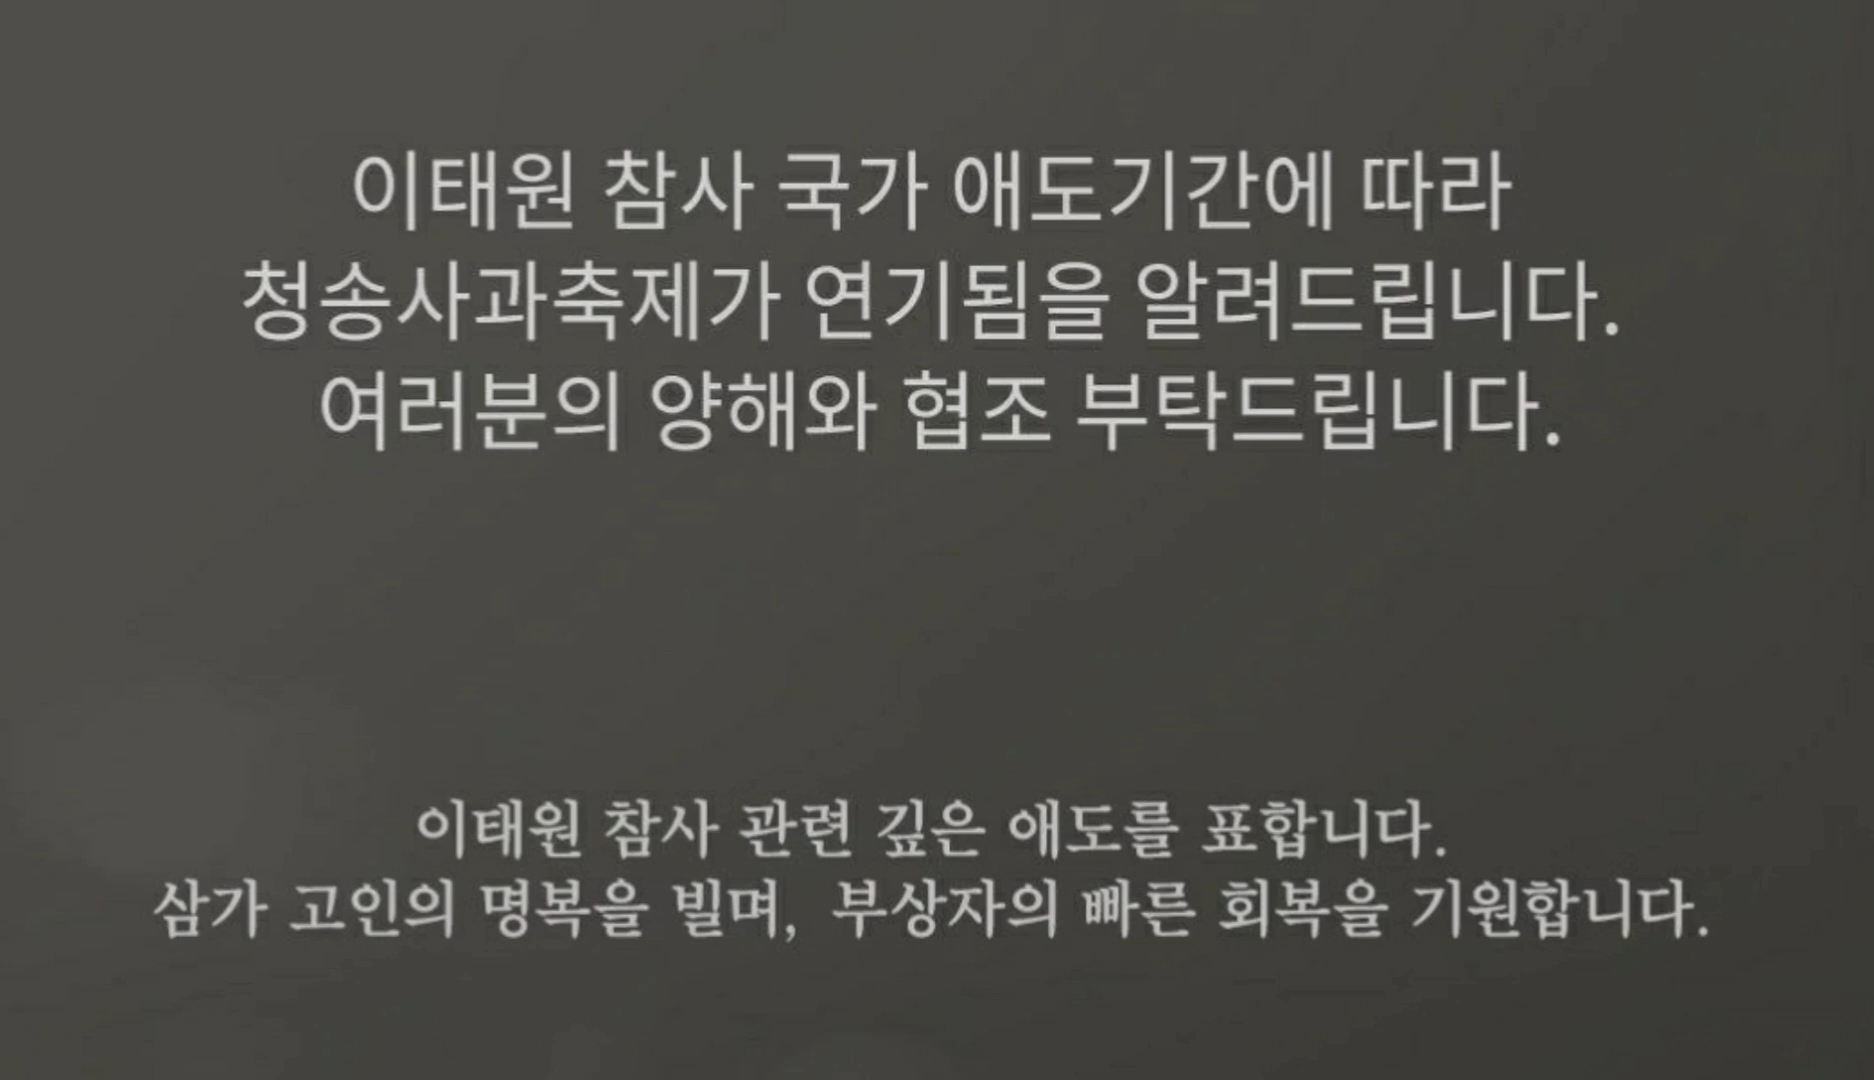 이태원 참사 국가 애도기간에 따라
청송사과축제가 연기됨을 알려드립니다.
여러분의 양해와 협조 부탁드립니다.
이태원 참사 관련 깊은 애도를 표합니다.
삼가 고인의 명복을 빌며, 부상자의 빠른 회복을 기원합니다.